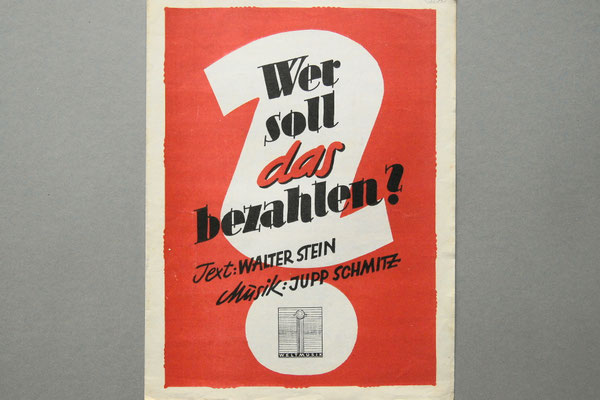 Wer
soll
das
bezahlen?
Text: WALTER STEIN
Musik: JUPP SCHMITZ
WELTMUSIK